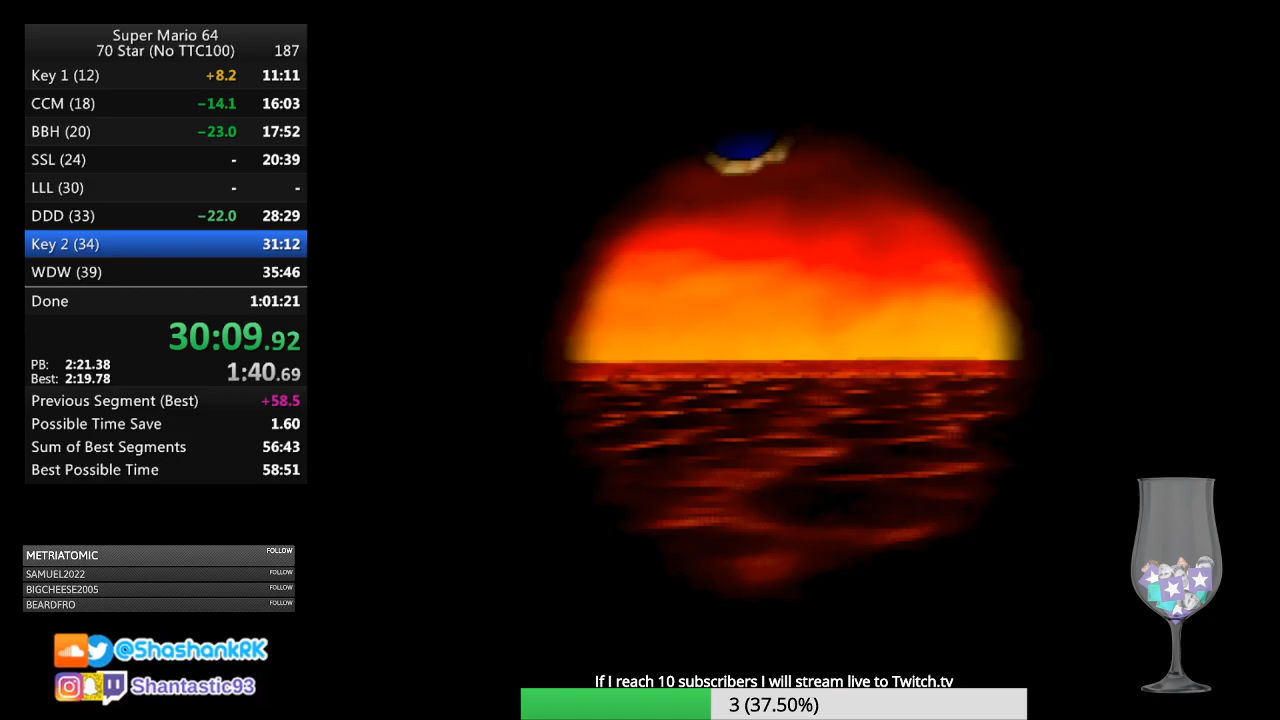 Super Mario 64
70 Star (No TTC100) 187
Key 1 (12) +8.2 11:11
CCM (18) −14.1 16:03
BBH (20) −23.0 17:52
SSL (24) - 20:39
LLL (30) - -
DDD (33) −22.0 28:29
Key 2 (34) 31:12
WDW (39) 35:46
Done 1:01:21
30:09.92
PB: 2:21.38
Best: 2:19.78
1:40.69
Previous Segment (Best) +58.5
Possible Time Save 1.60
Sum of Best Segments 56:43
Best Possible Time 58:51
METRIATOMIC FOLLOW
SAMUEL2022 FOLLOW
BIGCHEESE2005 FOLLOW
BEARDFRO FOLLOW
@ShashankRK
Shantastic93
If I reach 10 subscribers I will stream live to Twitch.tv
3 (37.50%)